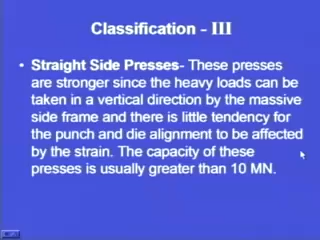 Classification - III
• Straight Side Presses- These presses
are stronger since the heavy loads can be
taken in a vertical direction by the massive
side frame and there is little tendency for
the punch and die alignment to be affected
by the strain. The capacity of these
presses is usually greater than 10 MN.